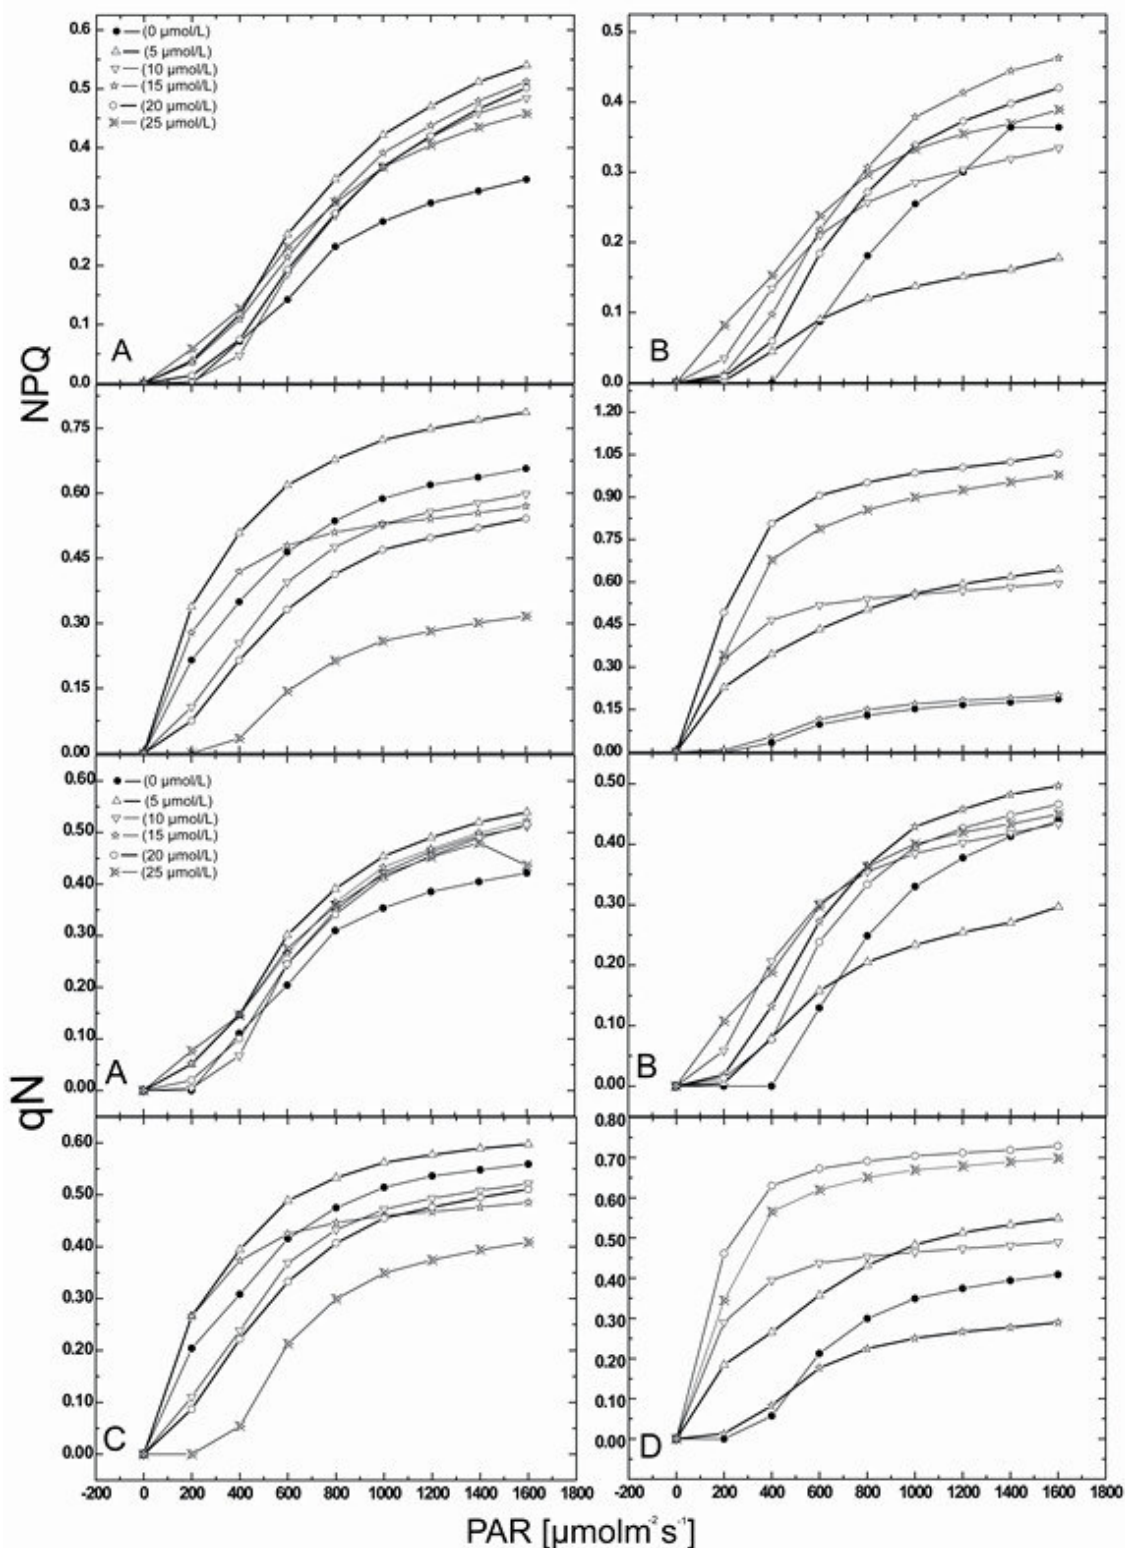 0.6
0.5
0.4
0.3
0.2
0.1
0.0
(0 µmol/L)
(5 µmol/L)
(10 µmol/L)
(15 µmol/L)
(20 µmol/L)
(25 µmol/L)
A
0.5
0.4
0.3
0.2
0.1
0.0
B
NPQ
0.75
0.60
0.45
0.30
0.15
0.00
1.20
1.05
0.90
0.75
0.60
0.45
0.30
0.15
0.00
0.60
0.50
0.40
0.30
0.20
0.10
0.00
(0 µmol/L)
(5 µmol/L)
(10 µmol/L)
(15 µmol/L)
(20 µmol/L)
(25 µmol/L)
A
0.50
0.40
0.30
0.20
0.10
0.00
B
qN
0.60
0.50
0.40
0.30
0.20
0.10
0.00
C
0.80
0.70
0.60
0.50
0.40
0.30
0.20
0.10
0.00
D
-200 0 200 400 600 800 1000 1200 1400 1600 1800
-200 0 200 400 600 800 1000 1200 1400 1600 1800
PAR [µmolm⁻² s⁻¹]